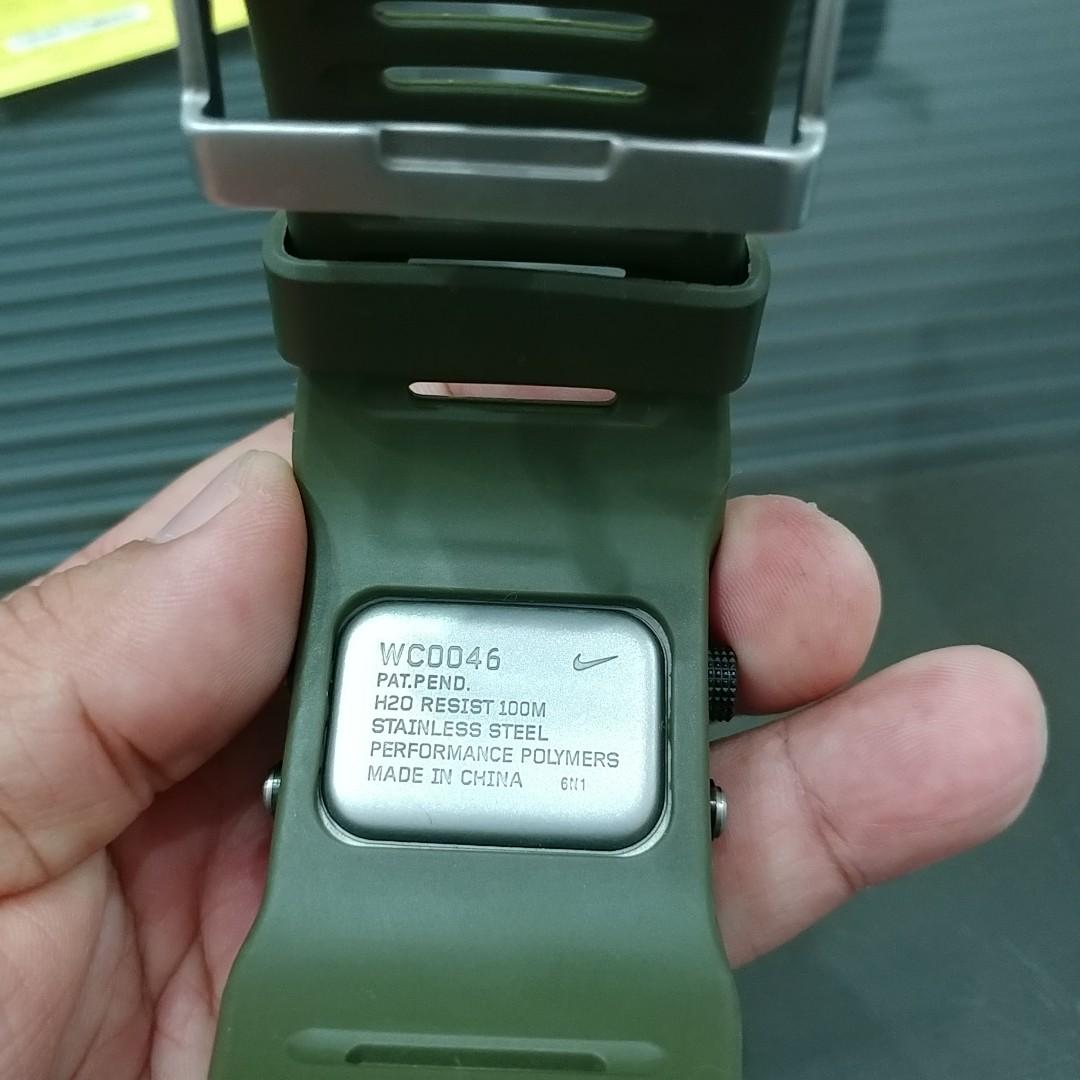 WC0046
PAT.PEND.
H2O RESIST 100M
STAINLESS STEEL
PERFORMANCE POLYMERS
MADE IN CHINA 6N1